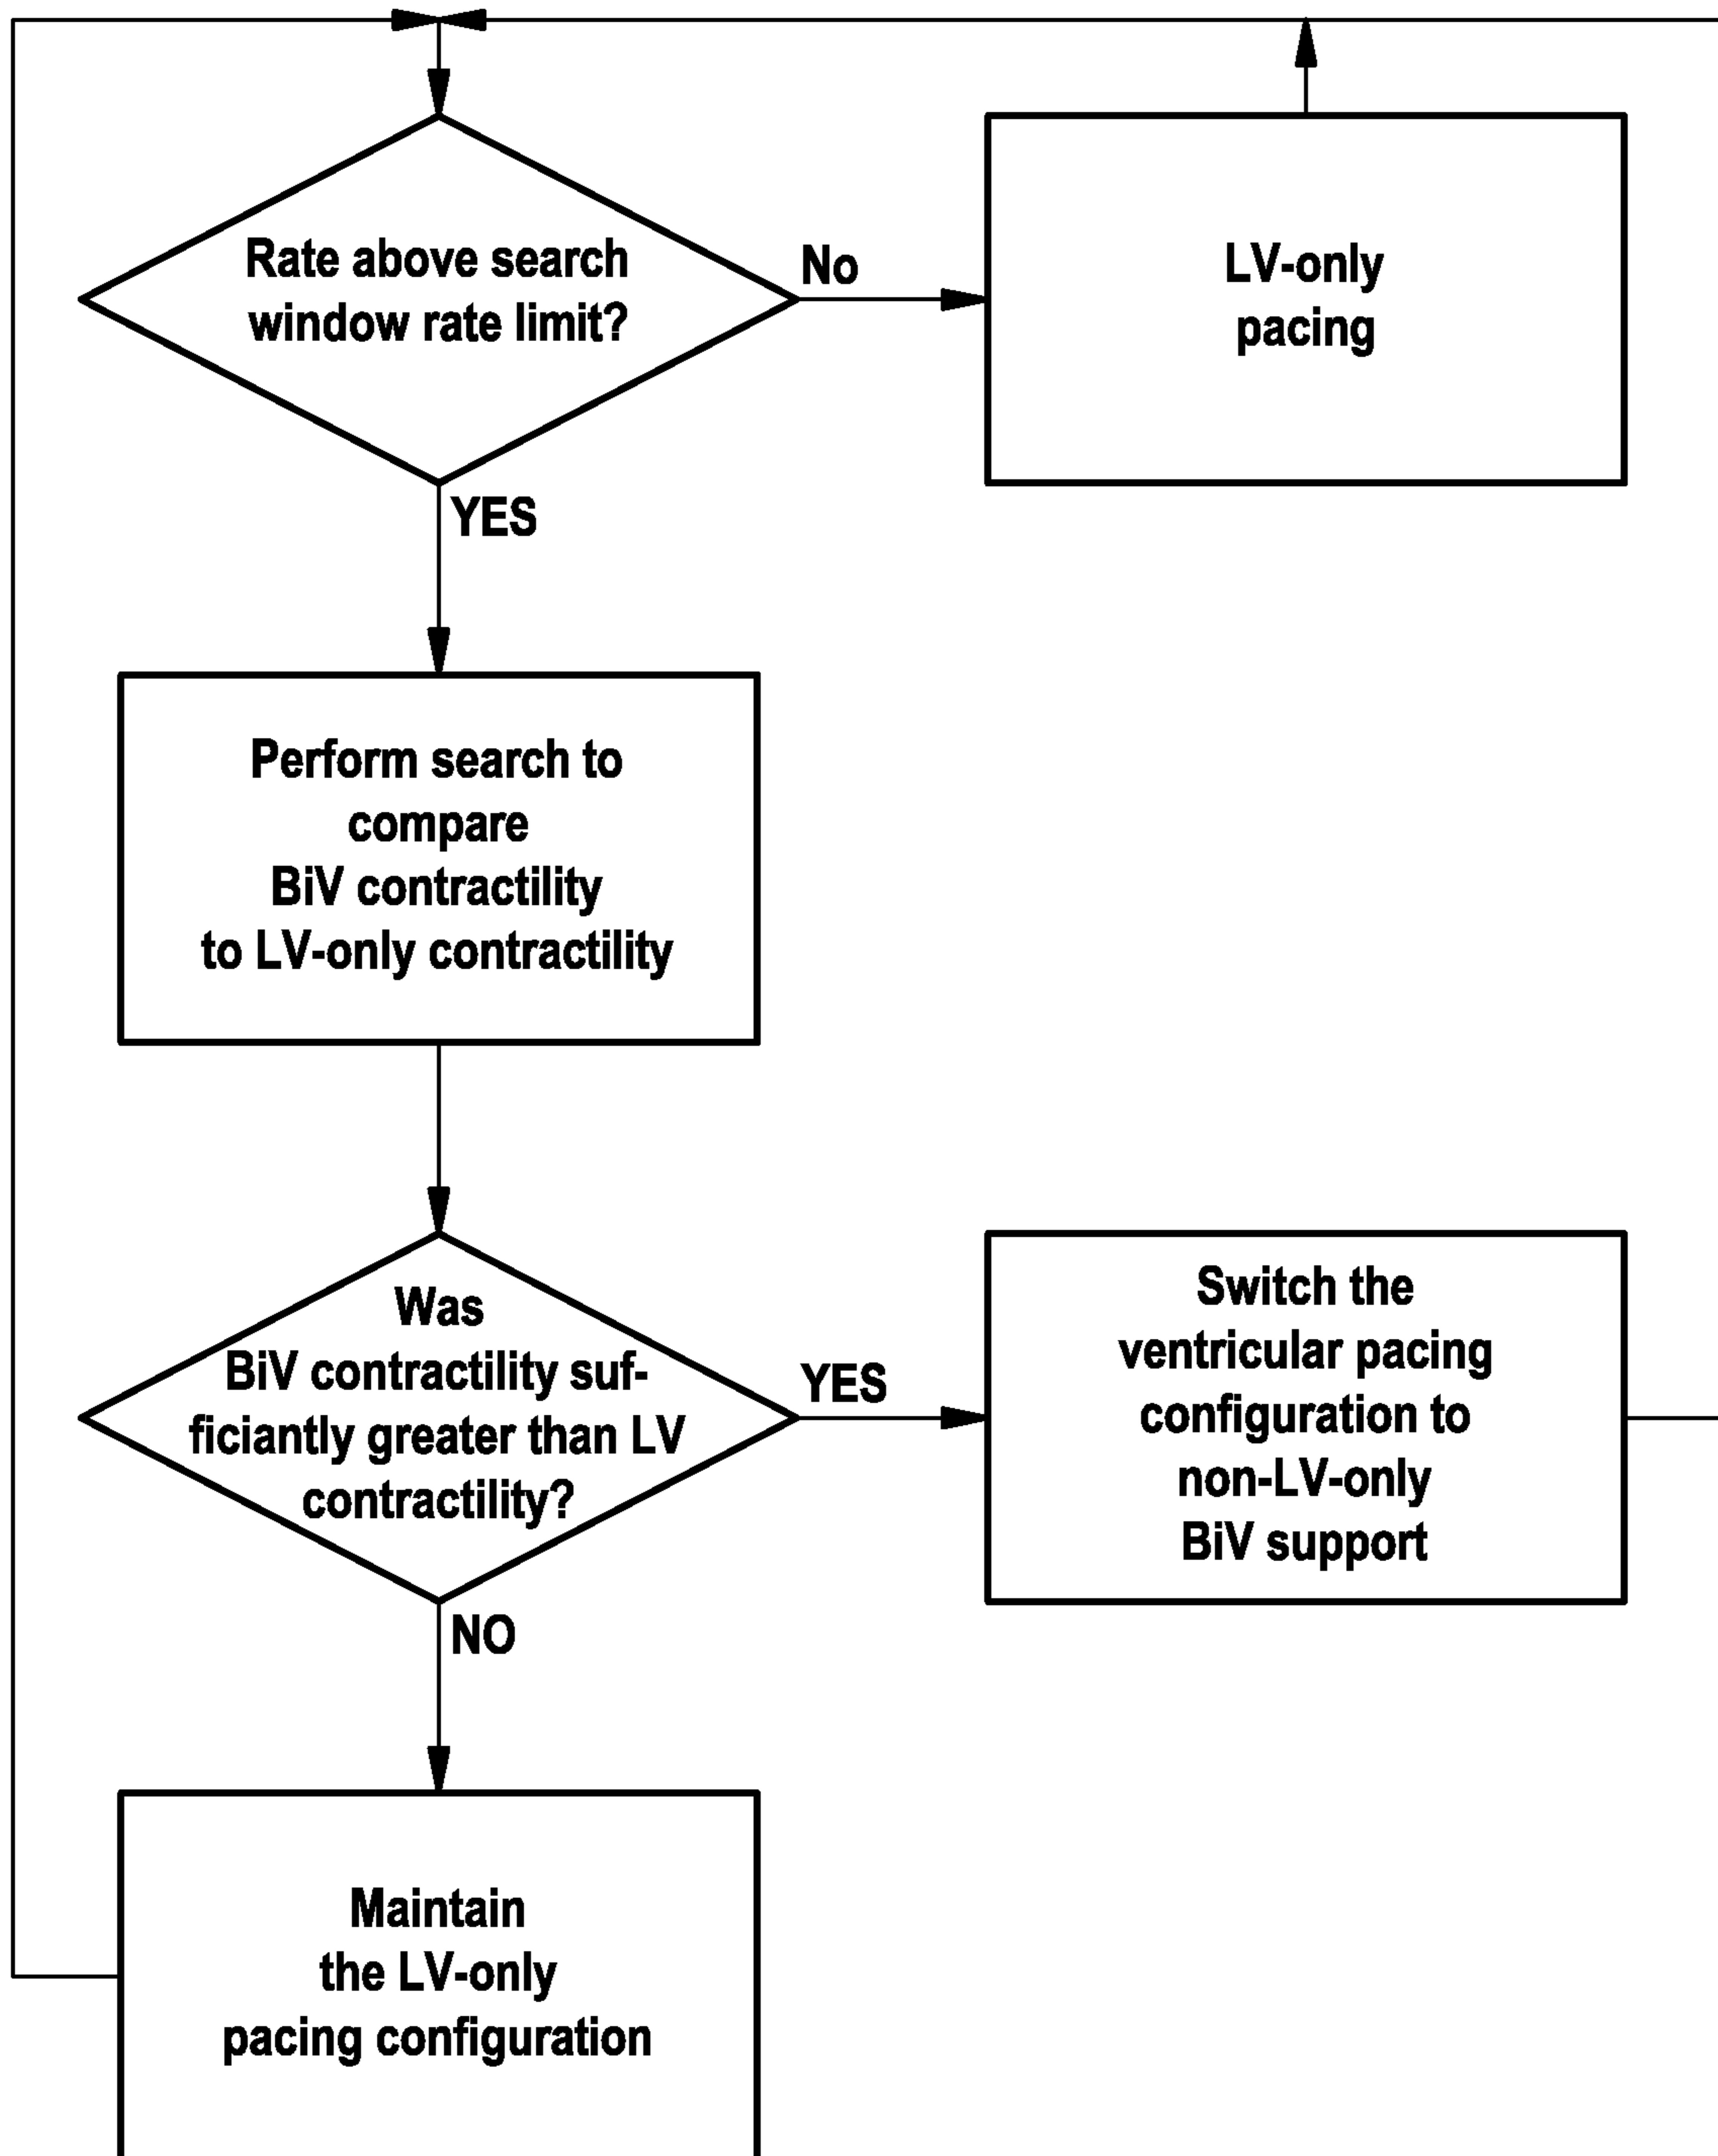 Rate above search
window rate limit?
No
LV-only
pacing
YES
Perform search to
compare
BiV contractility
to LV-only contractility
Was
BiV contractility suf-
ficiantly greater than LV
contractility?
YES
Switch the
ventricular pacing
configuration to
non-LV-only
BiV support
NO
Maintain
the LV-only
pacing configuration